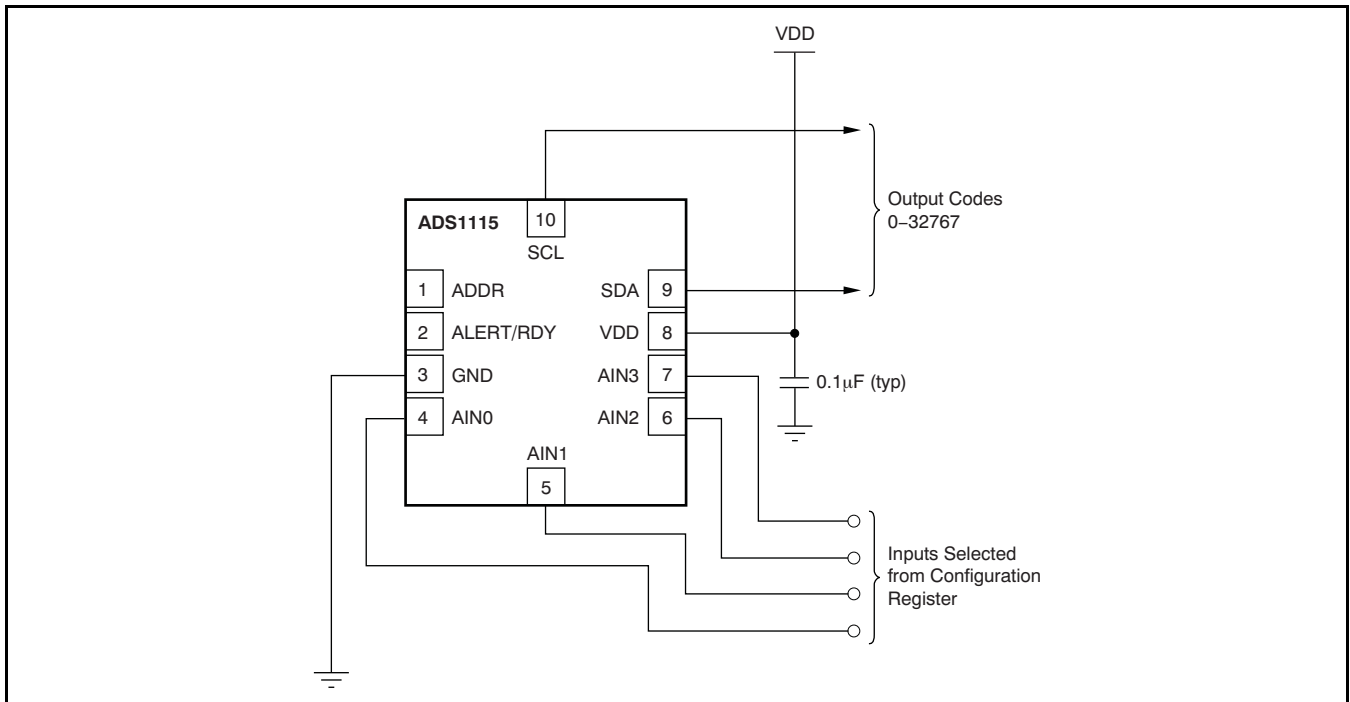 VDD
Output Codes
0–32767
ADS1115
10
SCL
1 ADDR
SDA 9
2 ALERT/RDY
VDD 8
3 GND
AIN3 7
0.1μF (typ)
4 AIN0
AIN2 6
AIN1
5
Inputs Selected
from Configuration
Register